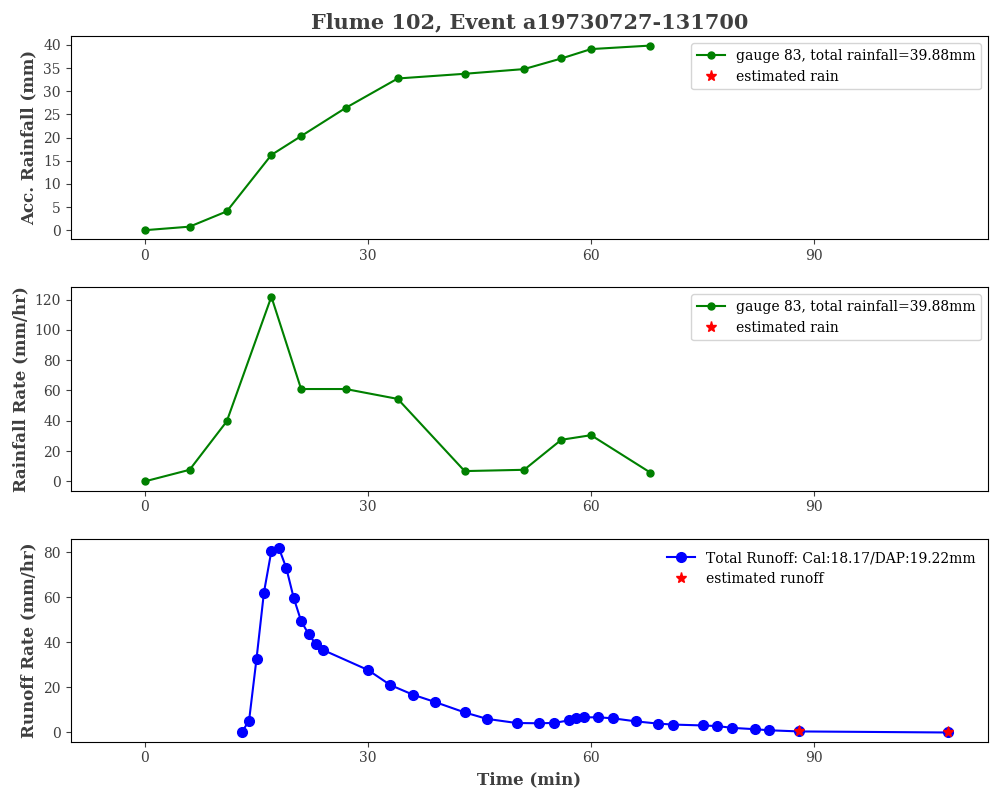 Flume 102, Event a19730727-131700
Acc. Rainfall (mm)
40
35
30
25
20
15
10
5
0
gauge 83, total rainfall=39.88mm
estimated rain
0 30 60 90
Rainfall Rate (mm/hr)
120
100
80
60
40
20
0
gauge 83, total rainfall=39.88mm
estimated rain
0 30 60 90
Runoff Rate (mm/hr)
80
60
40
20
0
Total Runoff: Cal:18.17/DAP:19.22mm
estimated runoff
0 30 60 90
Time (min)